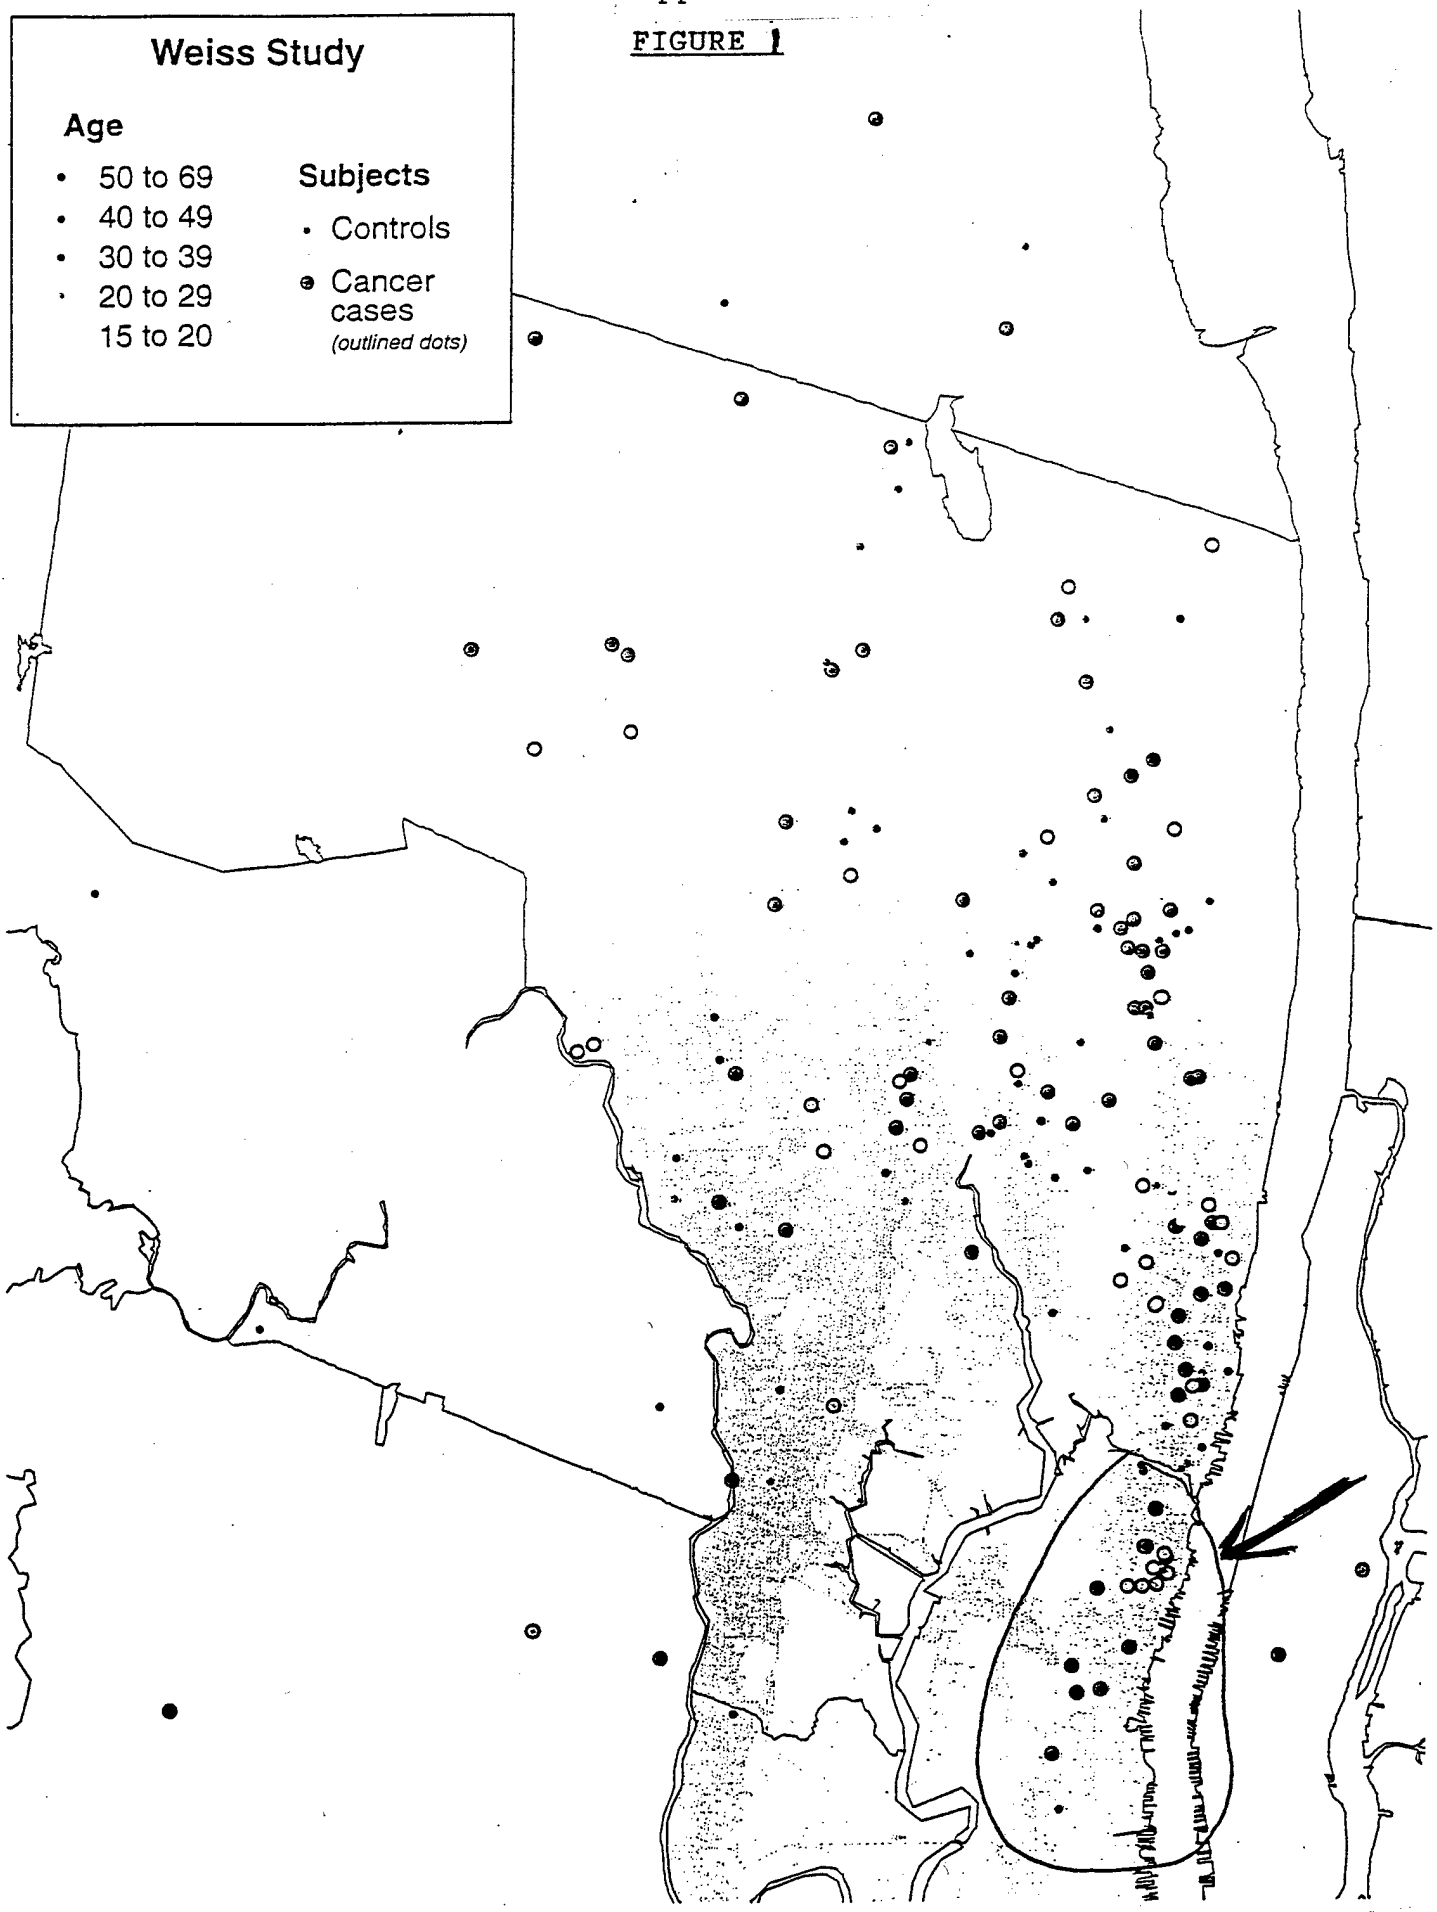 FIGURE 1
Weiss Study
Age
50 to 69
40 to 49
30 to 39
20 to 29
15 to 20
Subjects
Controls
Cancer
cases
(outlined dots)